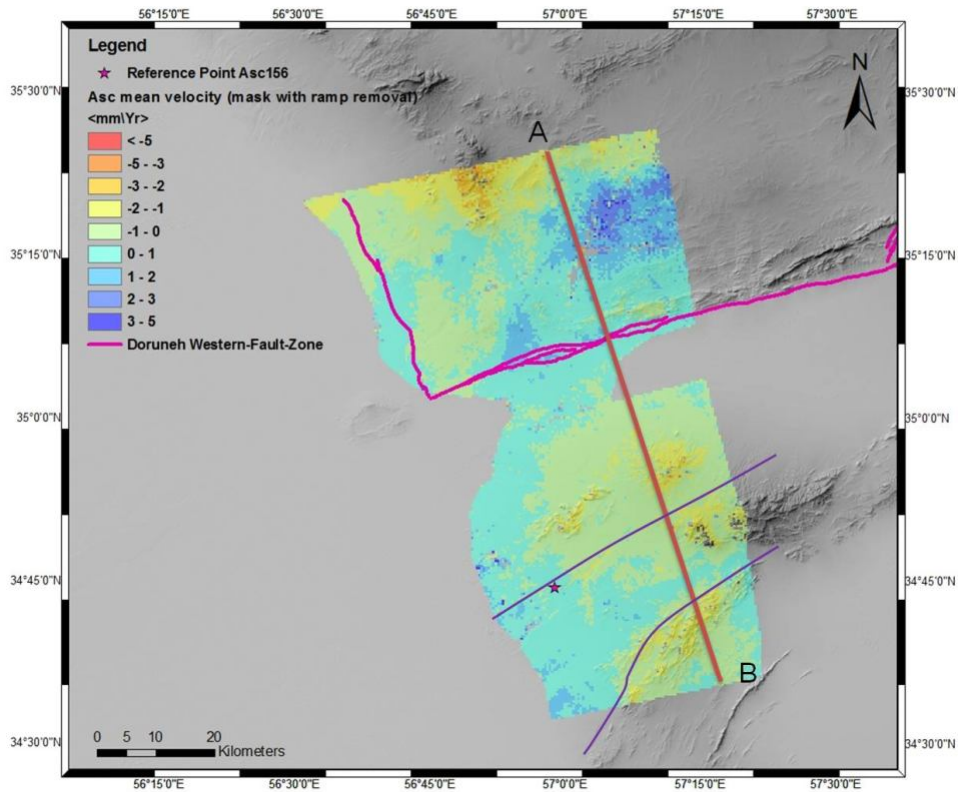 56°15'0"E 56°30'0"E 56°45'0"E 57°0'0"E 57°15'0"E 57°30'0"E
Legend
Reference Point Asc156
Asc mean velocity (mask with ramp removal)
<mm\Yr>
< -5
-5 - -3
-3 - -2
-2 - -1
-1 - 0
0 - 1
1 - 2
2 - 3
3 - 5
Doruneh Western-Fault-Zone
N
A
B
35°30'0"N 35°30'0"N
35°15'0"N 35°15'0"N
35°0'0"N 35°0'0"N
34°45'0"N 34°45'0"N
34°30'0"N 34°30'0"N
0 5 10 20
Kilometers
56°15'0"E 56°30'0"E 56°45'0"E 57°0'0"E 57°15'0"E 57°30'0"E